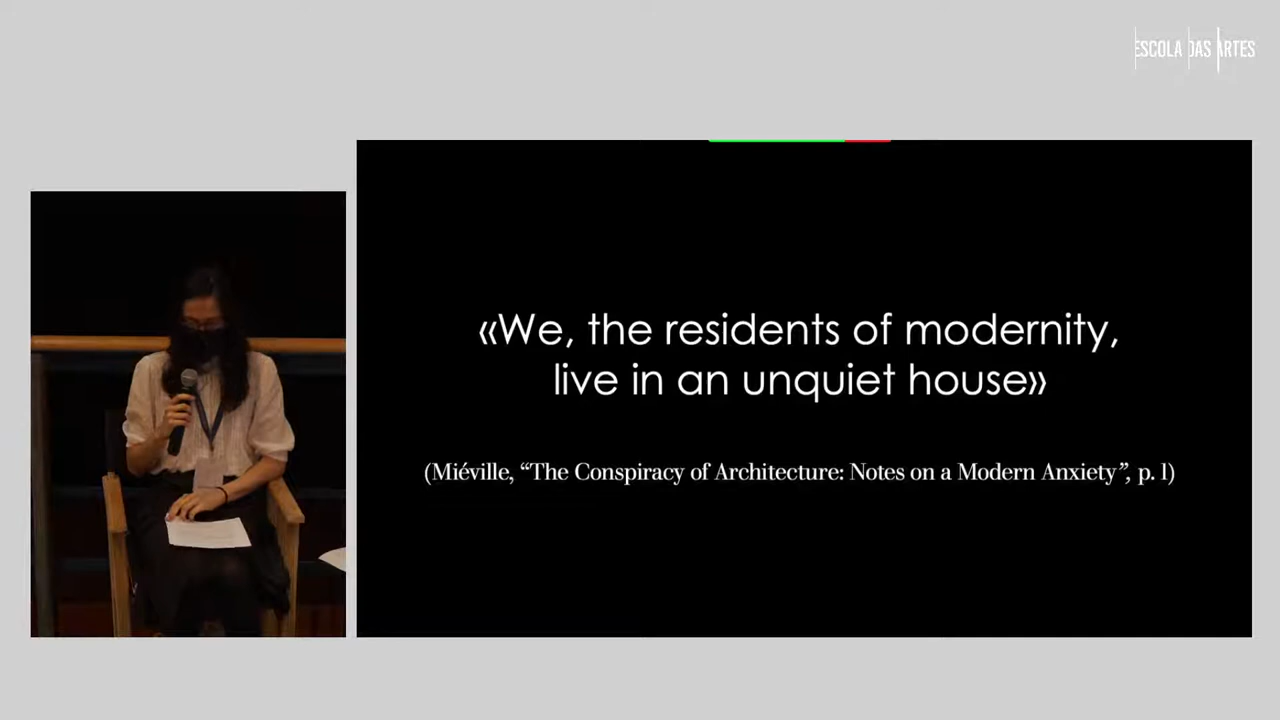 ESCOLA DAS ARTES
«We, the residents of modernity,
live in an unquiet house»
(Miéville, “The Conspiracy of Architecture: Notes on a Modern Anxiety”, p. 1)